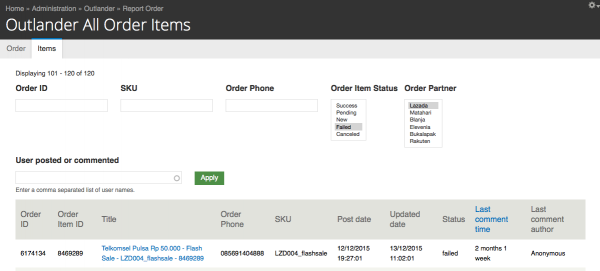 Home » Administration » Outlander » Report Order
Outlander All Order Items
Order Items
Displaying 101 - 120 of 120
Order ID SKU Order Phone Order Item Status Order Partner
Success
Pending
New
Failed
Canceled
Lazada
Matahari
Blanja
Elevenia
Bukalapak
Rakuten
User posted or commented
Apply
Enter a comma separated list of user names.
Order ID Order Item ID Title Order Phone SKU Post date Updated date Status Last comment time Last comment author
6174134 8469289 Telkomsel Pulsa Rp 50.000 - Flash Sale - LZD004_flashsale - 8469289 085691404888 LZD004_flashsale 12/12/2015 19:27:01 13/12/2015 11:02:01 failed 2 months 1 week Anonymous